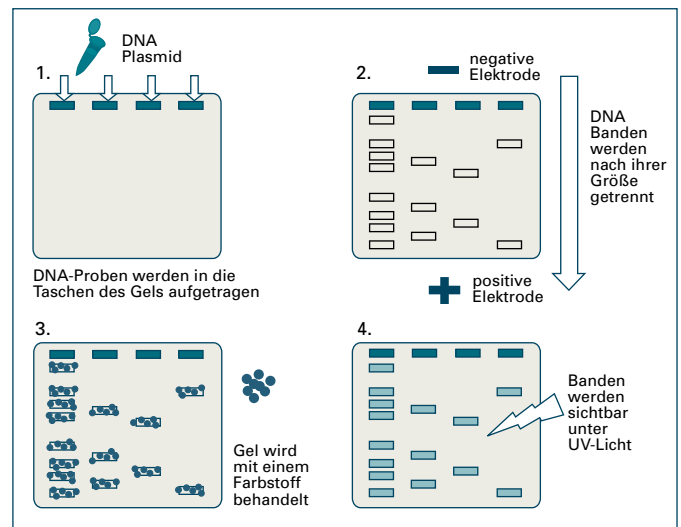 1.
DNA
Plasmid
DNA-Proben werden in die
Taschen des Gels aufgetragen
2.
negative
Elektrode
DNA
Banden
werden
nach ihrer
Größe
getrennt
positive
Elektrode
3.
Gel wird
mit einem
Farbstoff
behandelt
4.
Banden
werden
sichtbar
unter
UV-Licht